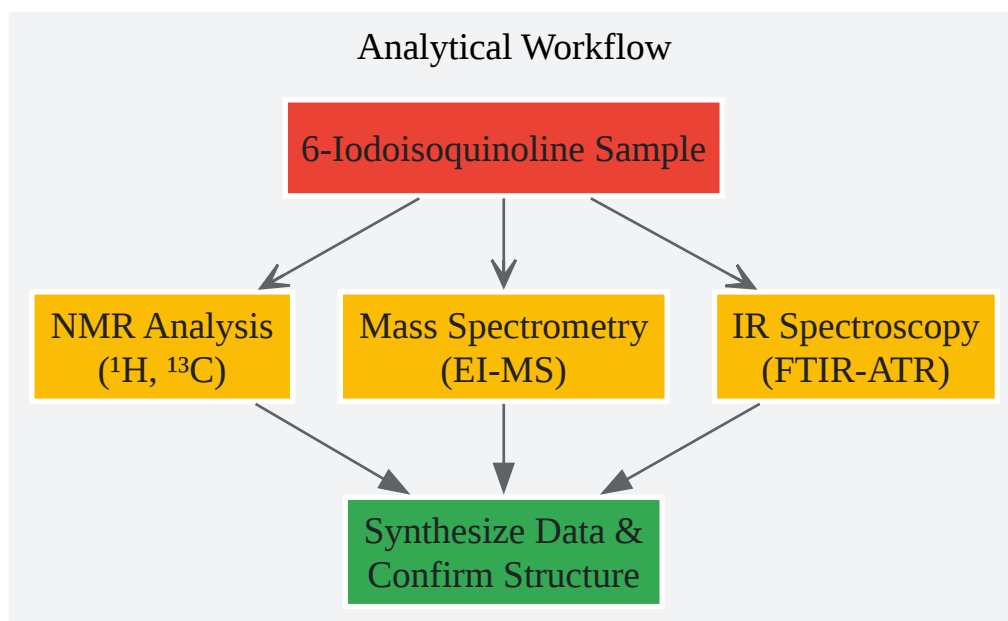 Analytical Workflow
6-Iodoisoquinoline Sample
NMR Analysis
(¹H, ¹³C)
Mass Spectrometry
(EI-MS)
IR Spectroscopy
(FTIR-ATR)
Synthesize Data &
Confirm Structure